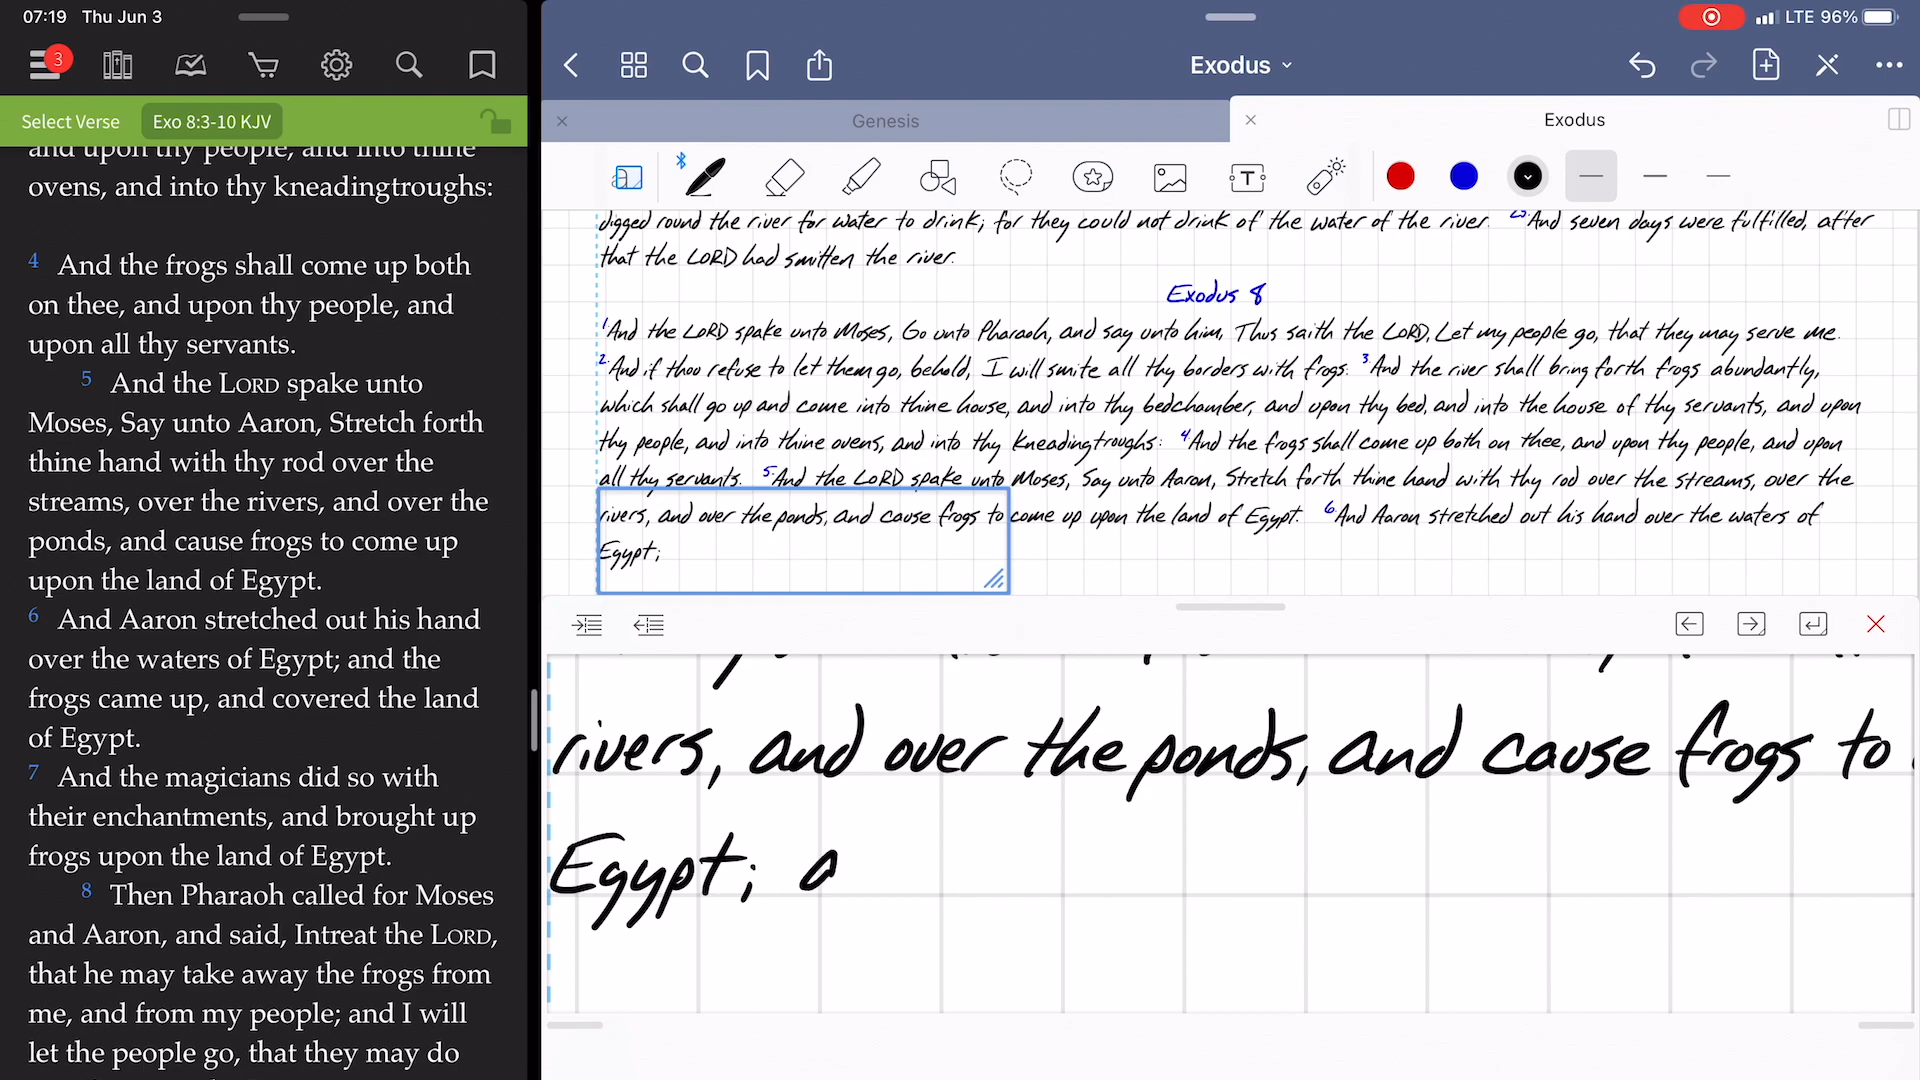 07:19 Thu Jun 3
LTE 96%
3
Exodus
Select Verse Exo 8:3-10 KJV
Genesis
Exodus
T
and upon thy people, and into thine
ovens, and into thy kneadingtroughs:
4 And the frogs shall come up both
on thee, and upon thy people, and
upon all thy servants.
5 And the LORD spake unto
Moses, Say unto Aaron, Stretch forth
thine hand with thy rod over the
streams, over the rivers, and over the
ponds, and cause frogs to come up
upon the land of Egypt.
6 And Aaron stretched out his hand
over the waters of Egypt; and the
frogs came up, and covered the land
of Egypt.
7 And the magicians did so with
their enchantments, and brought up
frogs upon the land of Egypt.
8 Then Pharaoh called for Moses
and Aaron, and said, Intreat the LORD,
that he may take away the frogs from
me, and from my people; and I will
let the people go, that they may do
digged round the river for water to drink; for they could not drink of the water of the river. 25 And seven days were fulfilled, after
that the LORD had smitten the river.
Exodus 8
1 And the LORD spake unto Moses, Go unto Pharaoh, and say unto him, Thus saith the LORD, Let my people go, that they may serve me.
2. And if thou refuse to let them go, behold, I will smite all thy borders with frogs: 3. And the river shall bring forth frogs abundantly,
which shall go up and come into thine house, and into thy bedchamber, and upon thy bed, and into the house of thy servants, and upon
thy people, and into thine ovens, and into thy kneadingtroughs: 4 And the frogs shall come up both on thee, and upon thy people, and upon
all thy servants. 5. And the LORD spake unto Moses, Say unto Aaron, Stretch forth thine hand with thy rod over the streams, over the
rivers, and over the ponds, and cause frogs to come up upon the land of Egypt. 6 And Aaron stretched out his hand over the waters of
Egypt;
rivers, and over the ponds, and cause frogs to
Egypt; a